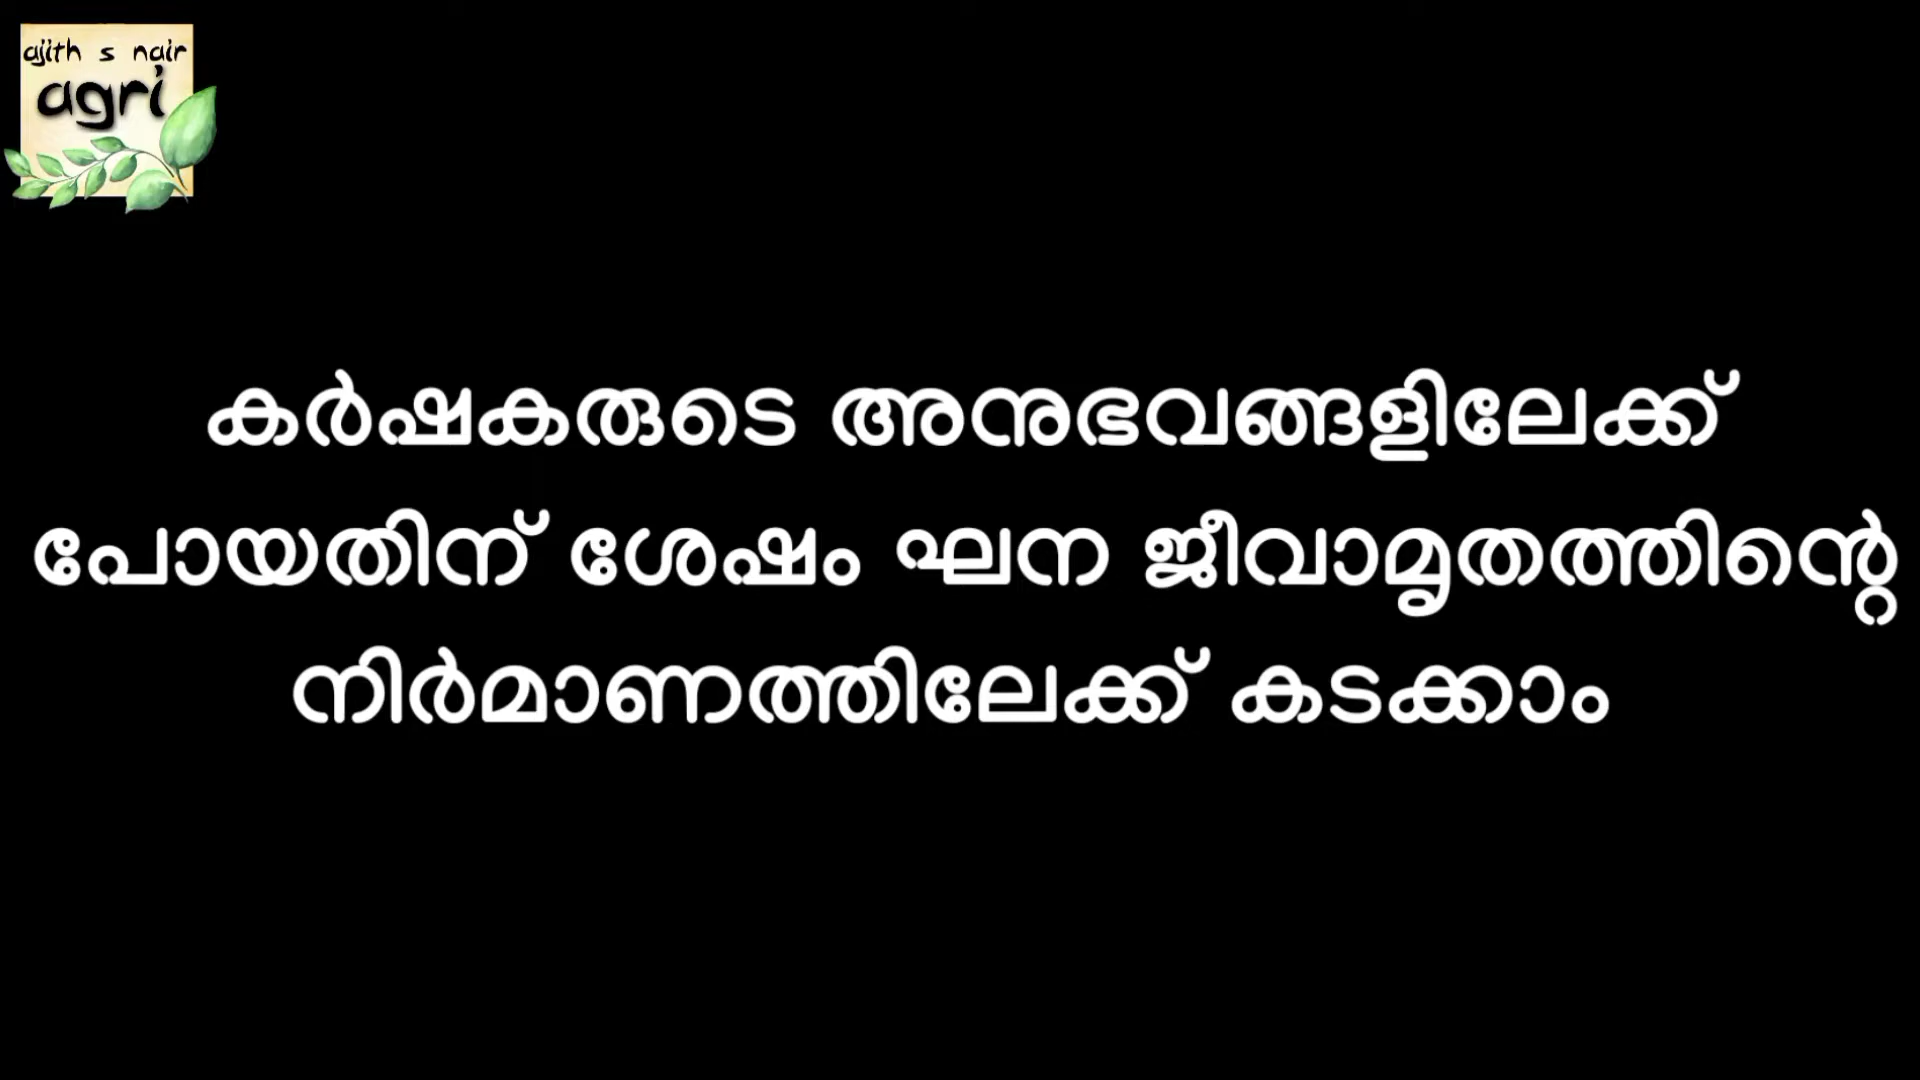 ajith s nair
agri
കർഷകരുടെ അനുഭവങ്ങളിലേക്ക്
പോയതിന് ശേഷം ഘന ജീവാമൃതത്തിന്റെ
നിർമാണത്തിലേക്ക് കടക്കാം